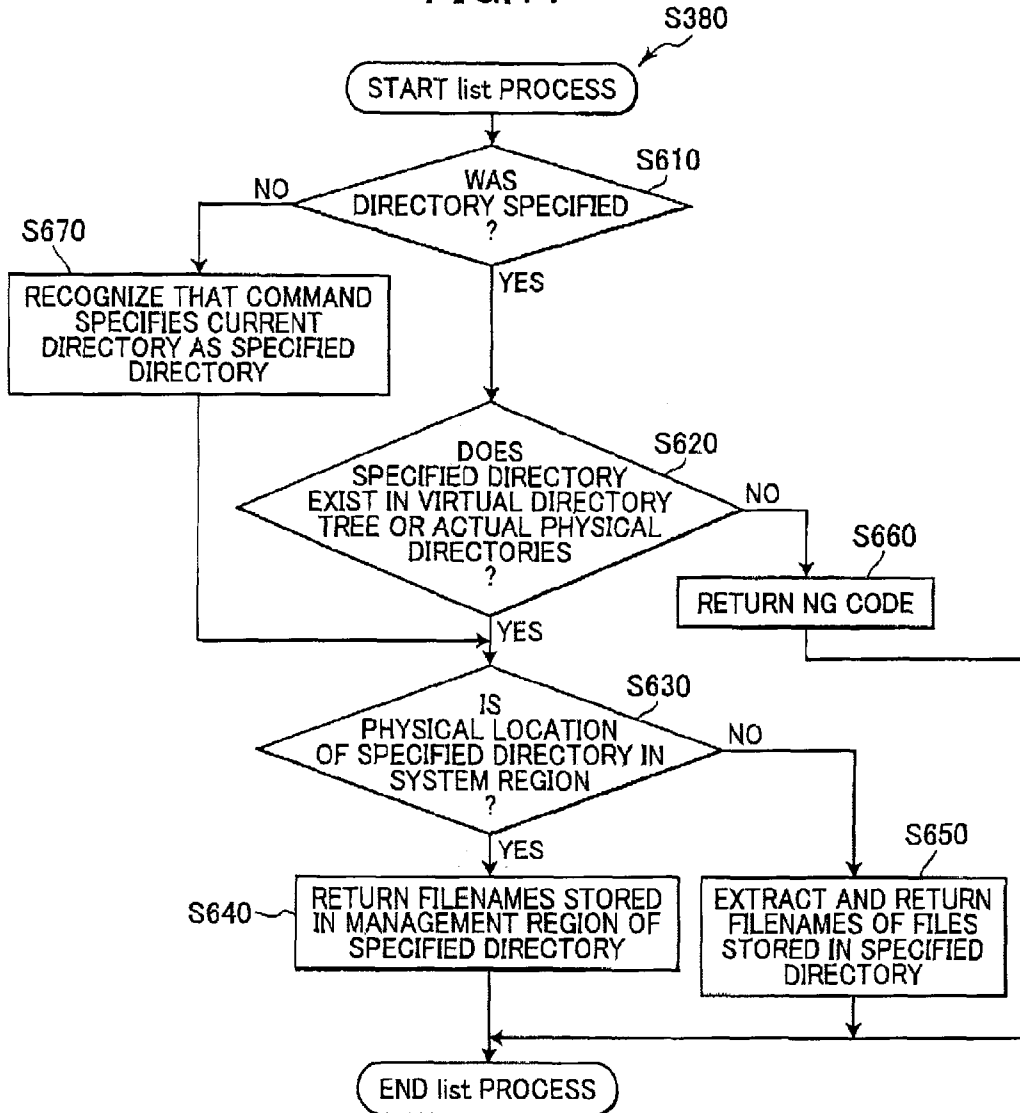 S380
START list PROCESS
S610
WAS
DIRECTORY SPECIFIED
?
NO
YES
S670
RECOGNIZE THAT COMMAND
SPECIFIES CURRENT
DIRECTORY AS SPECIFIED
DIRECTORY
S620
DOES
SPECIFIED DIRECTORY
EXIST IN VIRTUAL DIRECTORY
TREE OR ACTUAL PHYSICAL
DIRECTORIES
?
NO
YES
S660
RETURN NG CODE
S630
IS
PHYSICAL LOCATION
OF SPECIFIED DIRECTORY IN
SYSTEM REGION
?
NO
YES
S640
RETURN FILENAMES STORED
IN MANAGEMENT REGION OF
SPECIFIED DIRECTORY
S650
EXTRACT AND RETURN
FILENAMES OF FILES
STORED IN SPECIFIED
DIRECTORY
END list PROCESS